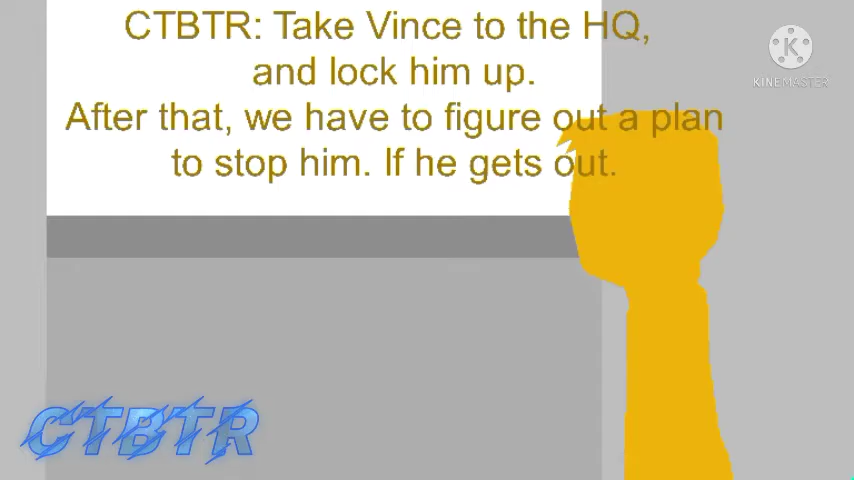 CTBTR: Take Vince to the HQ,
and lock him up.
After that, we have to figure out a plan
to stop him. If he gets out.
K
KINEMASTER
CTBTR